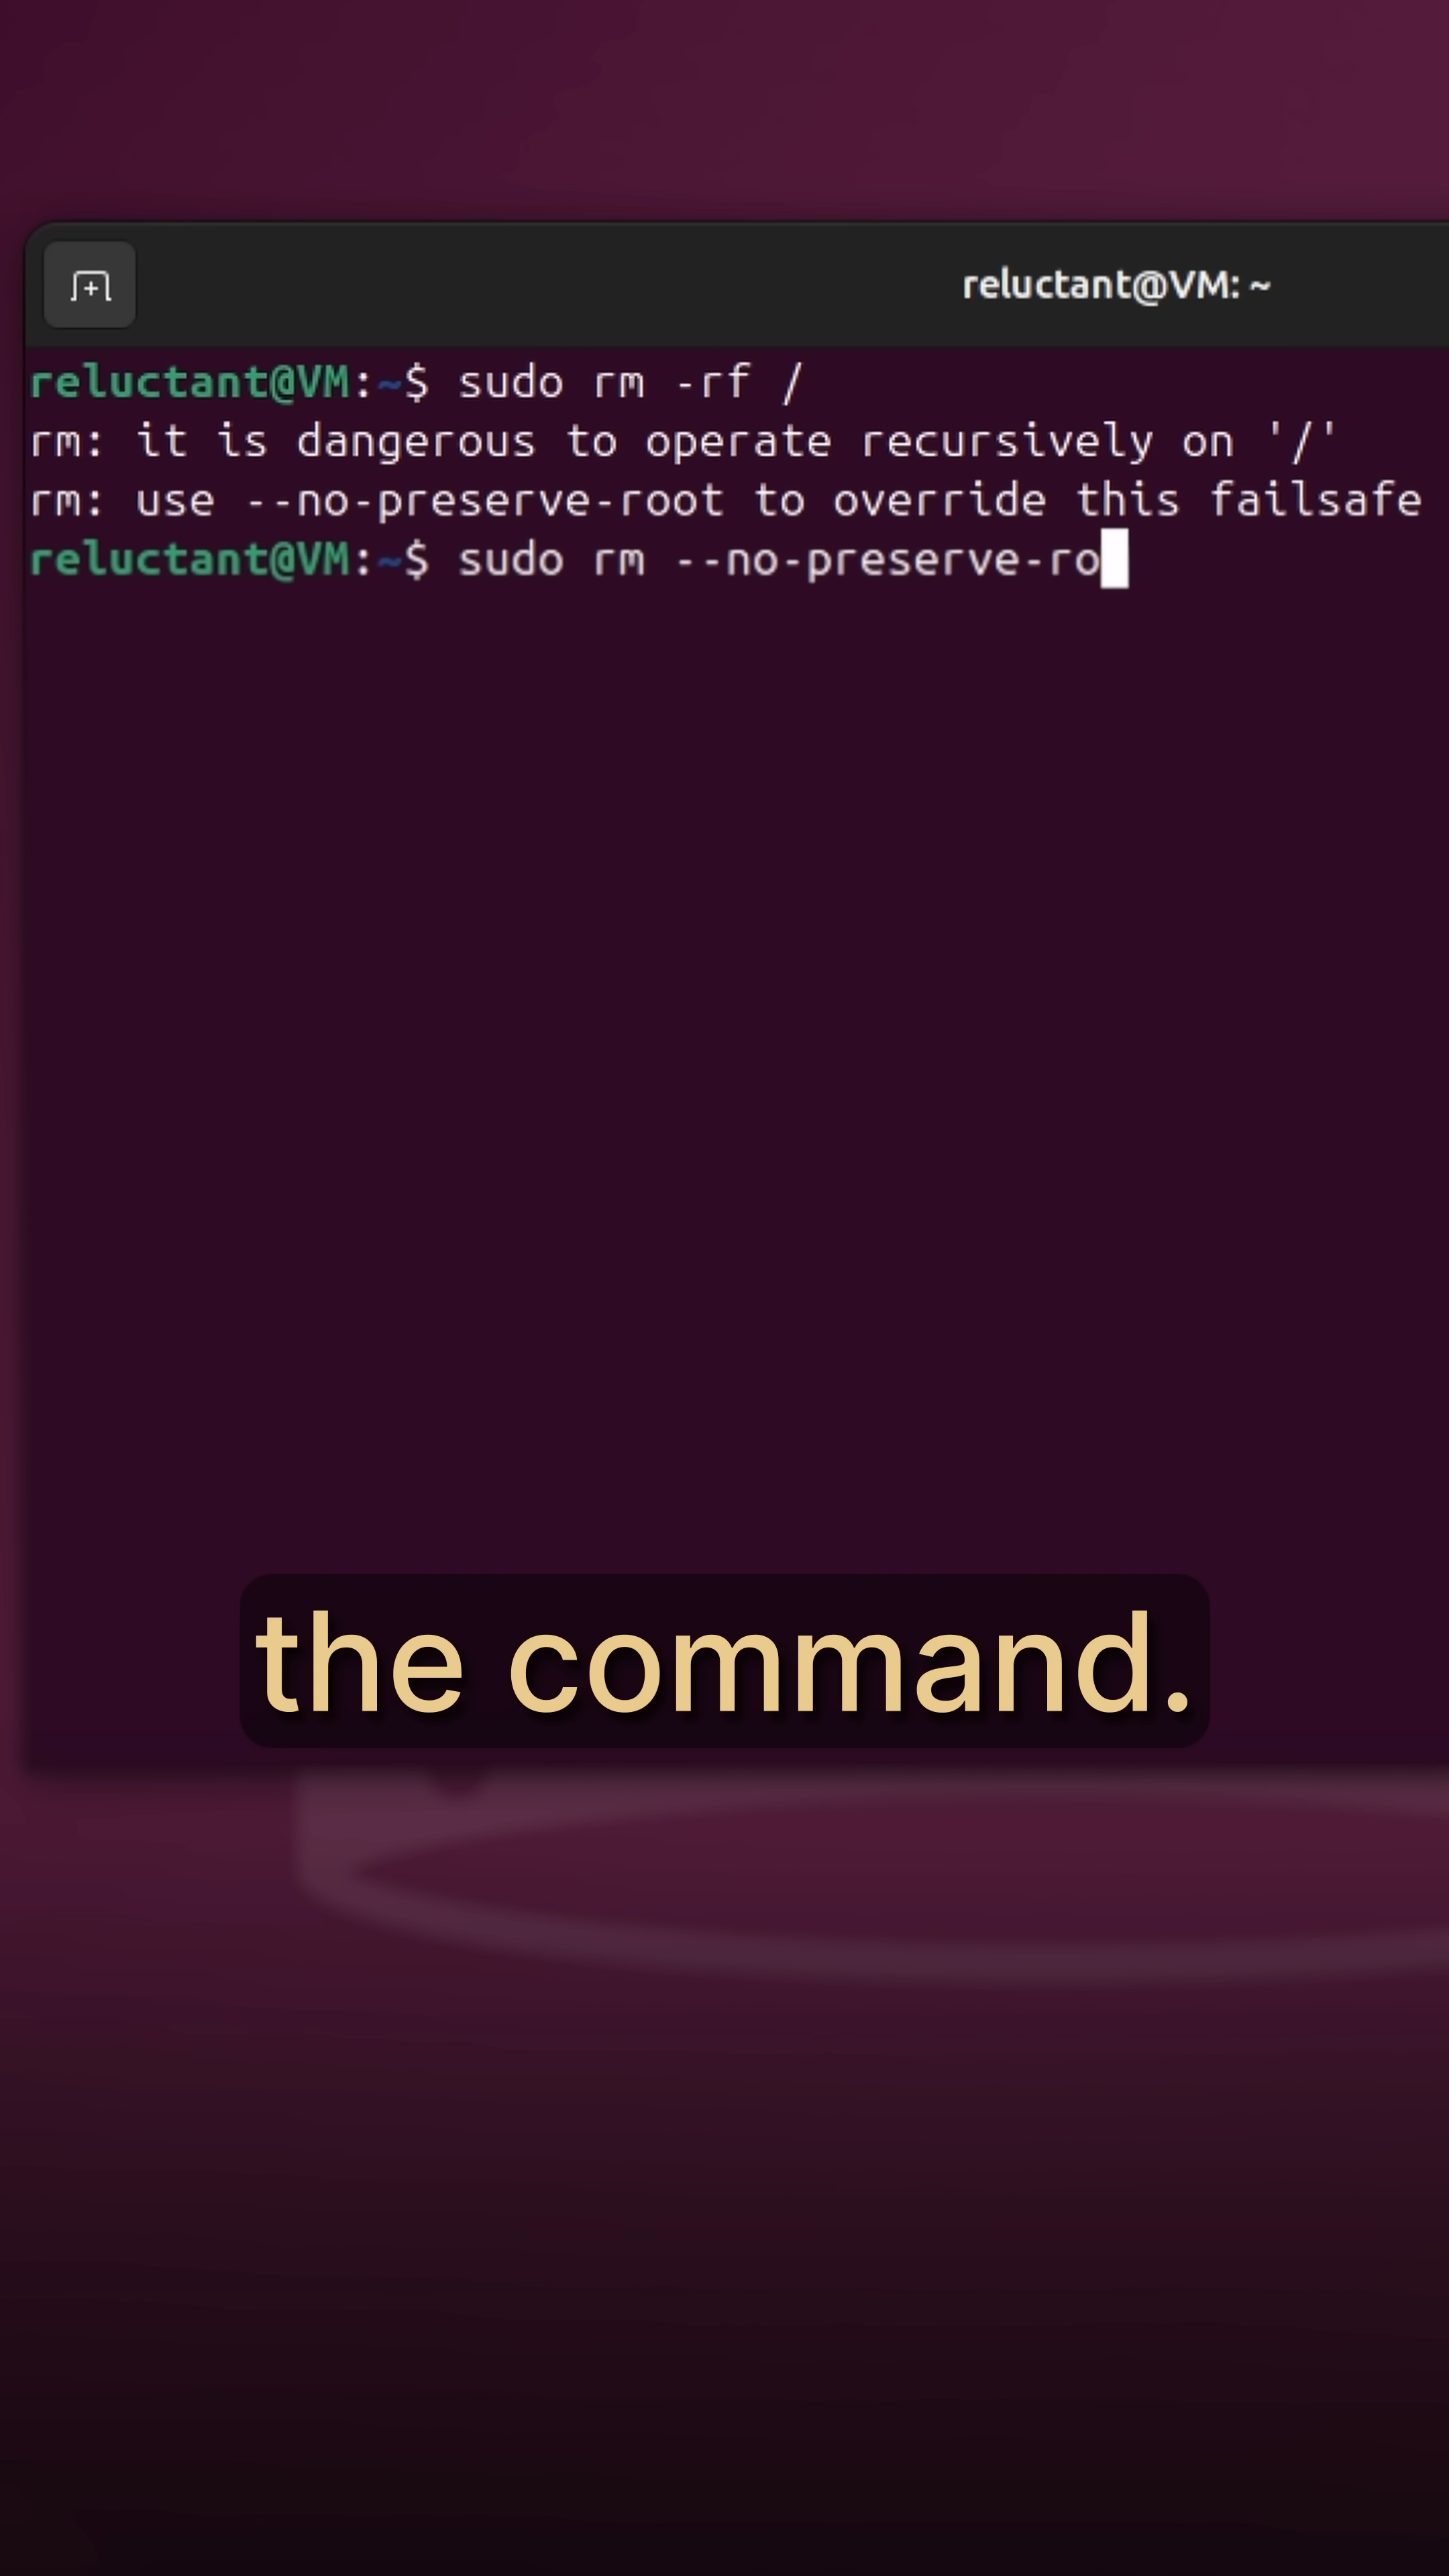 reluctant@VM: ~
reluctant@VM:~$ sudo rm -rf /
rm: it is dangerous to operate recursively on '/'
rm: use --no-preserve-root to override this failsafe
reluctant@VM:~$ sudo rm --no-preserve-ro
the command.